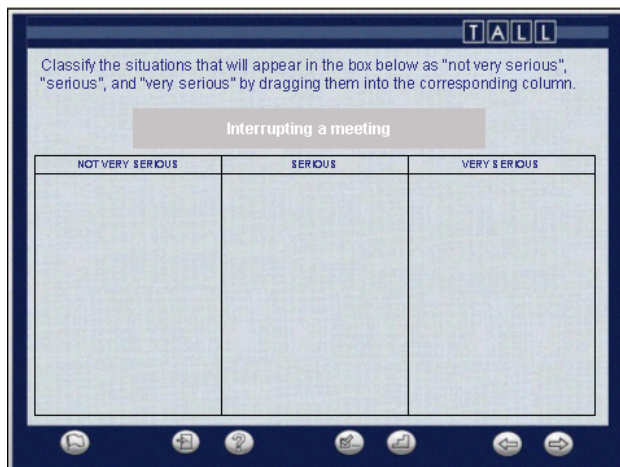 TALL
Classify the situations that will appear in the box below as "not very serious",
"serious", and "very serious" by dragging them into the corresponding column.
Interrupting a meeting
NOT VERY SERIOUS
SERIOUS
VERY SERIOUS
?